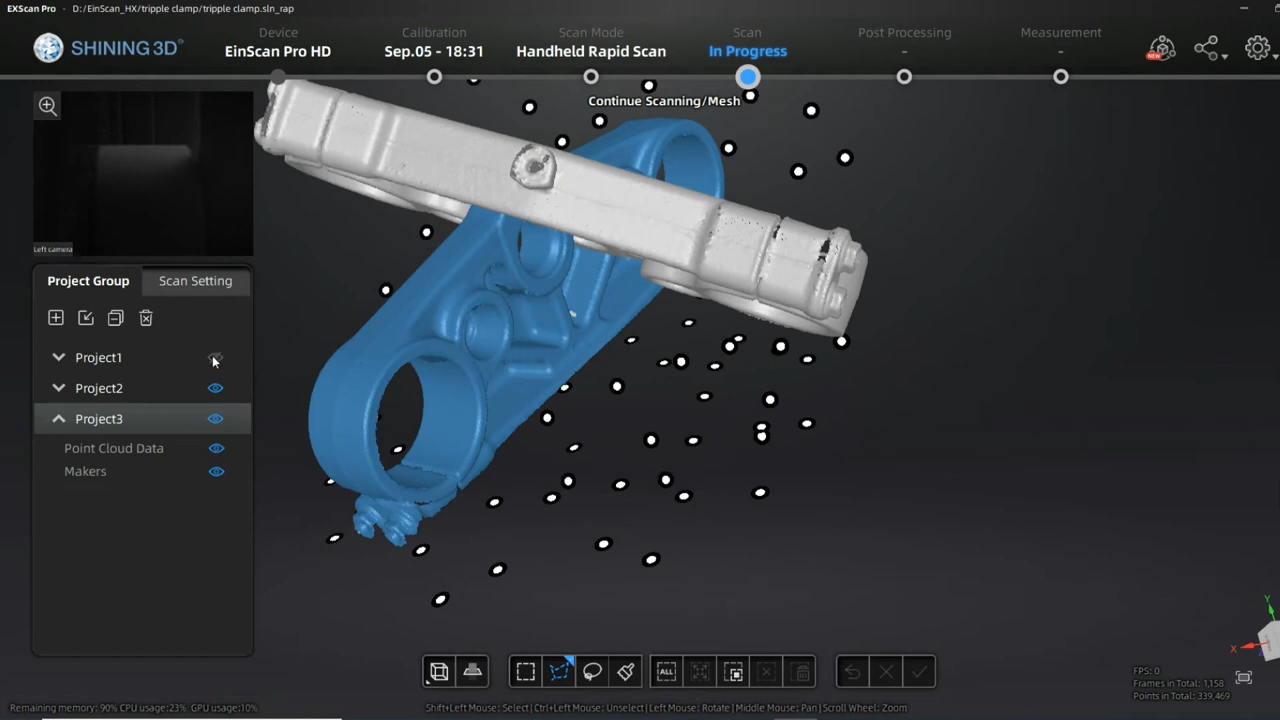 EXScan Pro • D:/EinScan_HX/tripple clamp/tripple clamp.sln_rap
SHINING 3D®
Device
EinScan Pro HD
Calibration
Sep.05 - 18:31
Scan Mode
Handheld Rapid Scan
Scan
In Progress
Post Processing
-
Measurement
-
NEW
Continue Scanning/Mesh
Left camera
Project Group
Scan Setting
Project1
Project2
Project3
Point Cloud Data
Makers
ALL
Y
X
FPS: 0
Frames in Total: 1,158
Points in Total: 339,469
Remaining memory: 90% CPU usage:23% GPU usage:10%
Shift+Left Mouse: Select | Ctrl+Left Mouse: Unselect | Left Mouse: Rotate | Middle Mouse: Pan | Scroll Wheel: Zoom